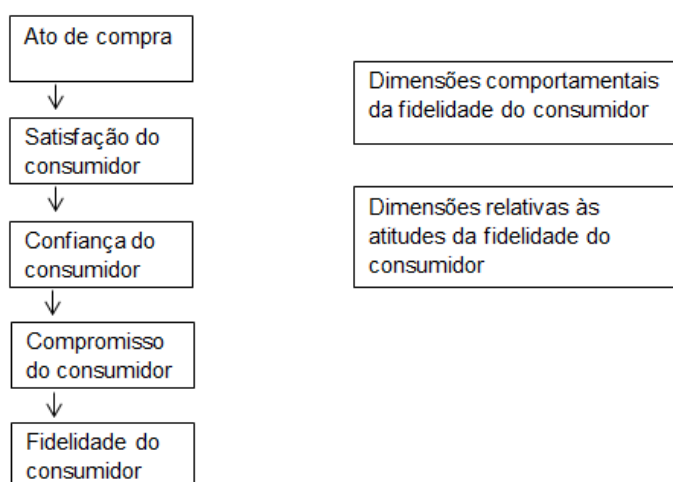 Ato de compra
Satisfação do
consumidor
Confiança do
consumidor
Compromisso
do consumidor
Fidelidade do
consumidor
Dimensões comportamentais
da fidelidade do consumidor
Dimensões relativas às
atitudes da fidelidade do
consumidor